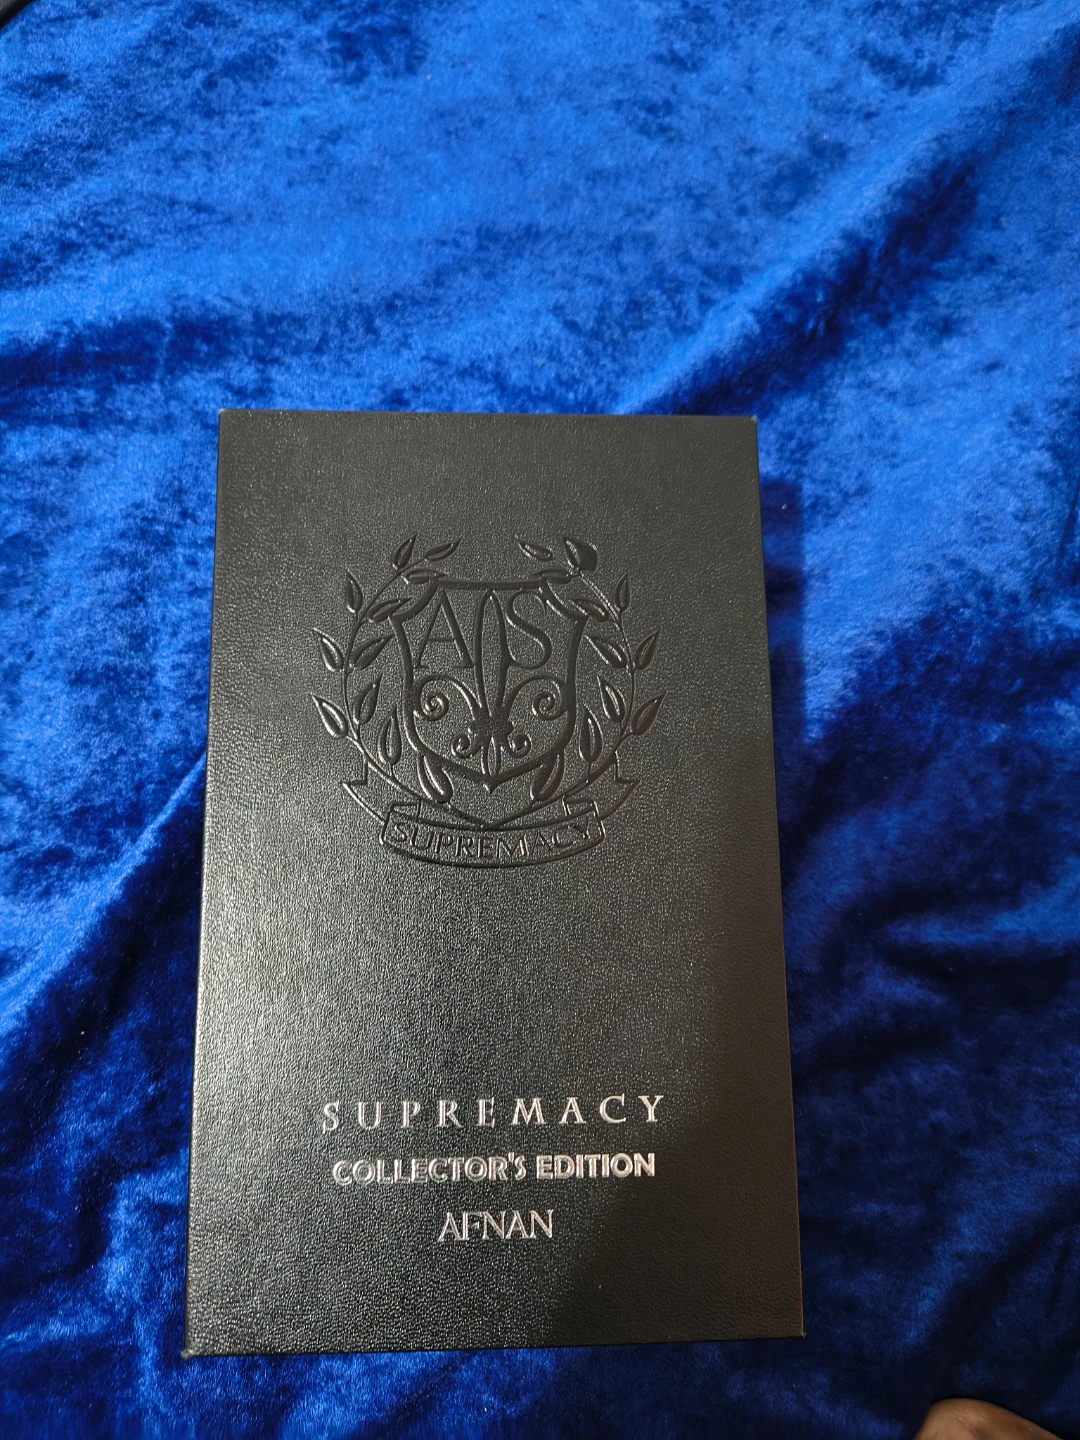 AS
SUPREMACY
SUPREMACY
COLLECTOR'S EDITION
AFNAN